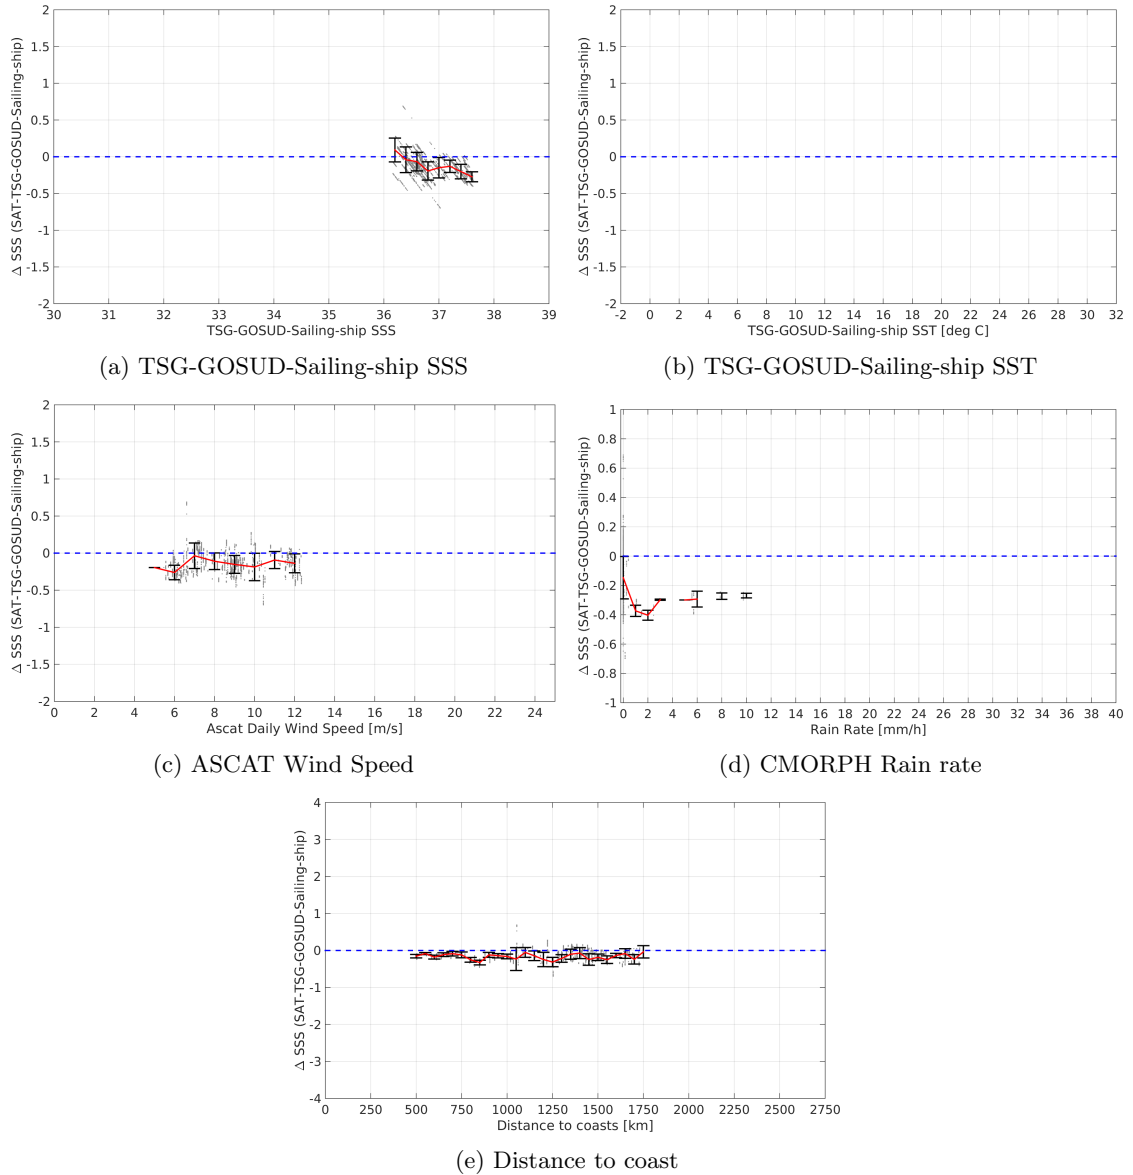 2
1.5
1
0.5
0
-0.5
-1
-1.5
-2
Δ SSS (SAT-TSG-GOSUD-Sailing-ship)
30 31 32 33 34 35 36 37 38 39
TSG-GOSUD-Sailing-ship SSS
(a) TSG-GOSUD-Sailing-ship SSS
2
1.5
1
0.5
0
-0.5
-1
-1.5
-2
Δ SSS (SAT-TSG-GOSUD-Sailing-ship)
-2 0 2 4 6 8 10 12 14 16 18 20 22 24 26 28 30 32
TSG-GOSUD-Sailing-ship SST [deg C]
(b) TSG-GOSUD-Sailing-ship SST
2
1.5
1
0.5
0
-0.5
-1
-1.5
-2
Δ SSS (SAT-TSG-GOSUD-Sailing-ship)
0 2 4 6 8 10 12 14 16 18 20 22 24
Ascat Daily Wind Speed [m/s]
(c) ASCAT Wind Speed
1
0.8
0.6
0.4
0.2
0
-0.2
-0.4
-0.6
-0.8
-1
Δ SSS (SAT-TSG-GOSUD-Sailing-ship)
0 2 4 6 8 10 12 14 16 18 20 22 24 26 28 30 32 34 36 38 40
Rain Rate [mm/h]
(d) CMORPH Rain rate
4
3
2
1
0
-1
-2
-3
-4
Δ SSS (SAT-TSG-GOSUD-Sailing-ship)
0 250 500 750 1000 1250 1500 1750 2000 2250 2500 2750
Distance to coasts [km]
(e) Distance to coast